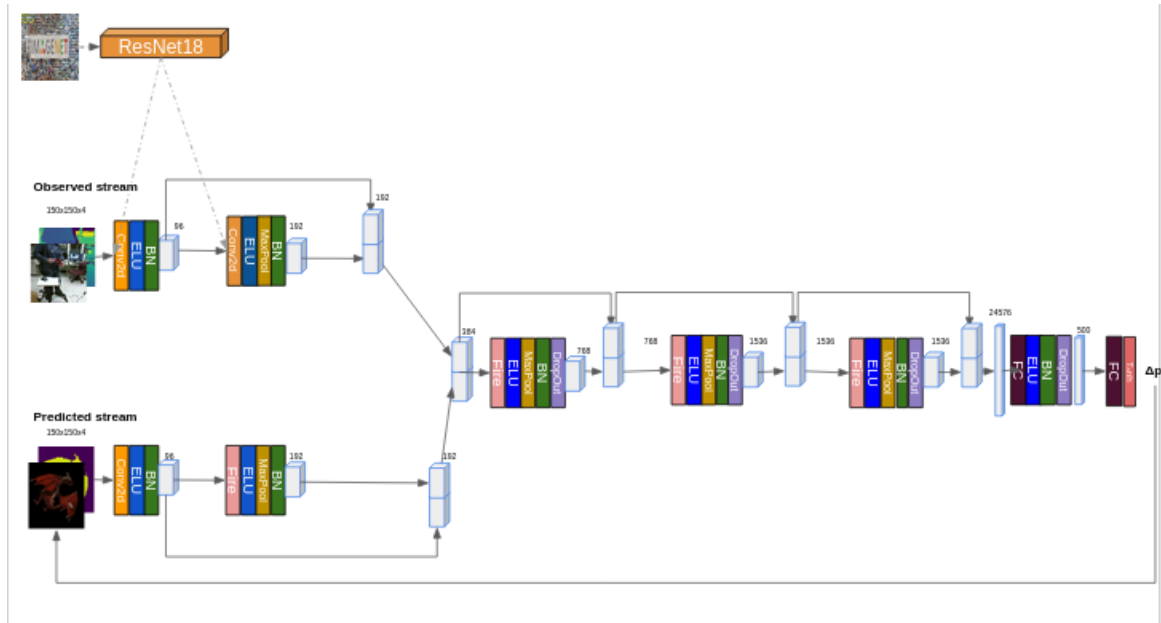 IMAGENET
ResNet18
Observed stream
150x150x4
Conv2d
ELU
BN
96
Conv2d
ELU
MaxPool
BN
192
192
384
Fire
ELU
MaxPool
BN
DropOut
768
768
Fire
ELU
MaxPool
BN
DropOut
1536
1536
Fire
ELU
MaxPool
BN
DropOut
1536
24576
FC
ELU
BN
DropOut
500
FC
Tanh
Δp
Predicted stream
150x150x4
Conv2d
ELU
BN
96
Fire
ELU
MaxPool
BN
192
192